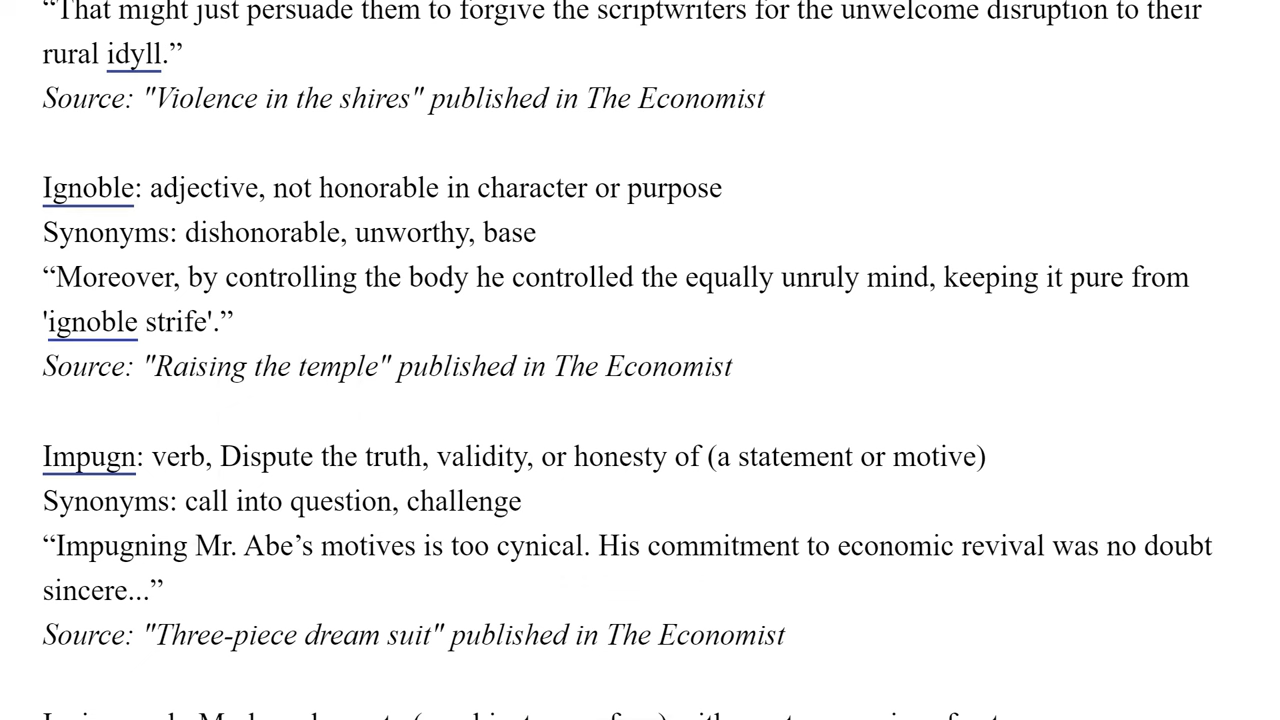 “That might just persuade them to forgive the scriptwriters for the unwelcome disruption to their
rural idyll.”
Source: "Violence in the shires" published in The Economist
Ignoble: adjective, not honorable in character or purpose
Synonyms: dishonorable, unworthy, base
“Moreover, by controlling the body he controlled the equally unruly mind, keeping it pure from
'ignoble strife'.”
Source: "Raising the temple" published in The Economist
Impugn: verb, Dispute the truth, validity, or honesty of (a statement or motive)
Synonyms: call into question, challenge
“Impugning Mr. Abe’s motives is too cynical. His commitment to economic revival was no doubt
sincere...”
Source: "Three-piece dream suit" published in The Economist